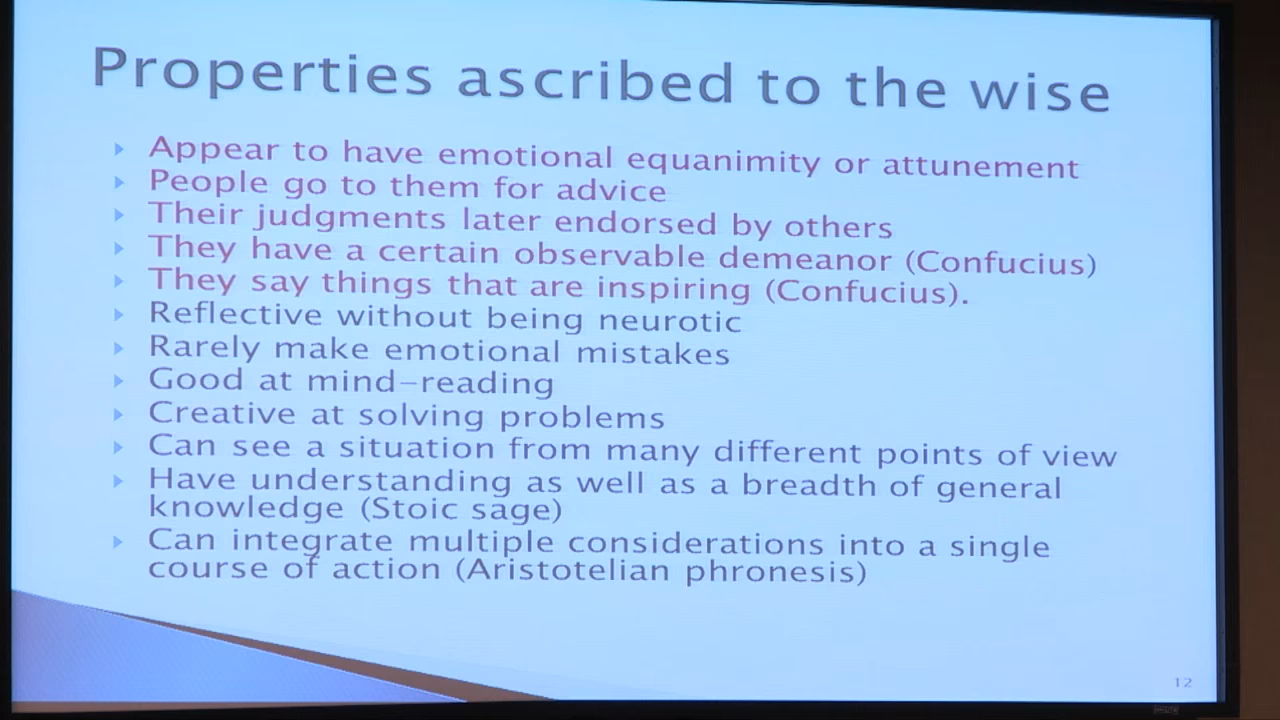 Properties ascribed to the wise
Appear to have emotional equanimity or attunement
People go to them for advice
Their judgments later endorsed by others
They have a certain observable demeanor (Confucius)
They say things that are inspiring (Confucius).
Reflective without being neurotic
Rarely make emotional mistakes
Good at mind-reading
Creative at solving problems
Can see a situation from many different points of view
Have understanding as well as a breadth of general
knowledge (Stoic sage)
Can integrate multiple considerations into a single
course of action (Aristotelian phronesis)
12